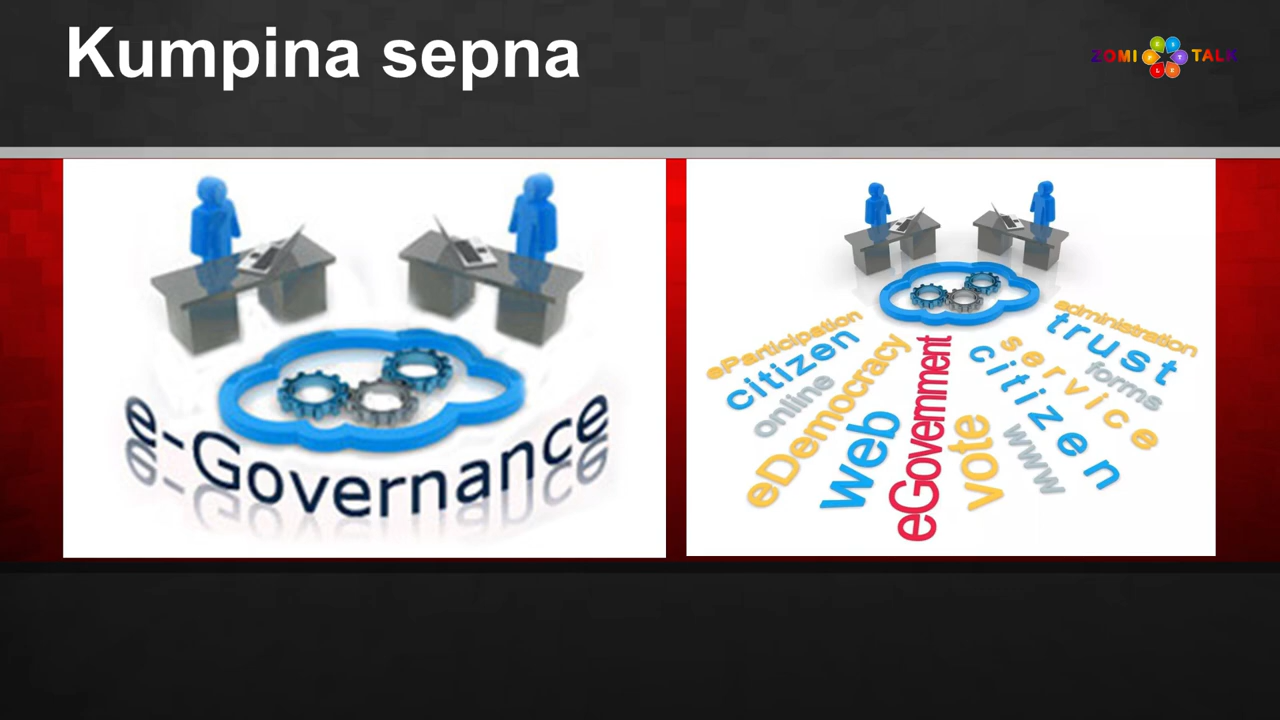 Kumpina sepna
ZOMI TALK
e-Governance
eParticipation
citizen
online
eDemocracy
Web
eGovernment
vote
www
citizen
service
forms
trust
administration